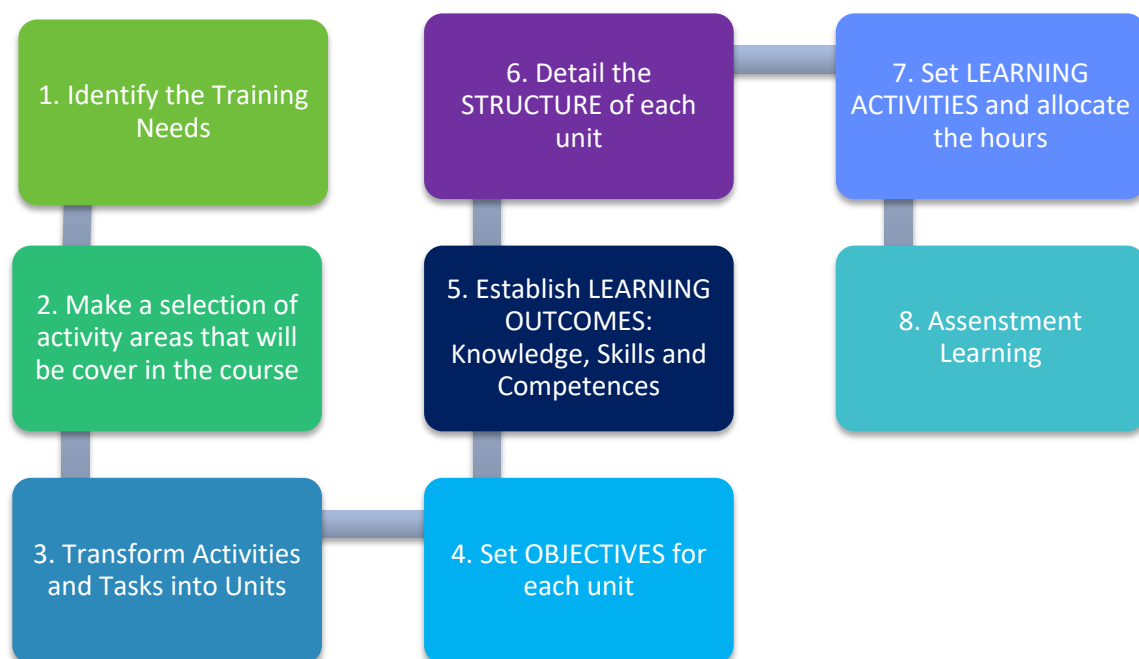 1. Identify the Training
Needs
2. Make a selection of
activity areas that will
be cover in the course
3. Transform Activities
and Tasks into Units
4. Set OBJECTIVES for
each unit
5. Establish LEARNING
OUTCOMES:
Knowledge, Skills and
Competences
6. Detail the
STRUCTURE of each
unit
7. Set LEARNING
ACTIVITIES and allocate
the hours
8. Assenstment
Learning